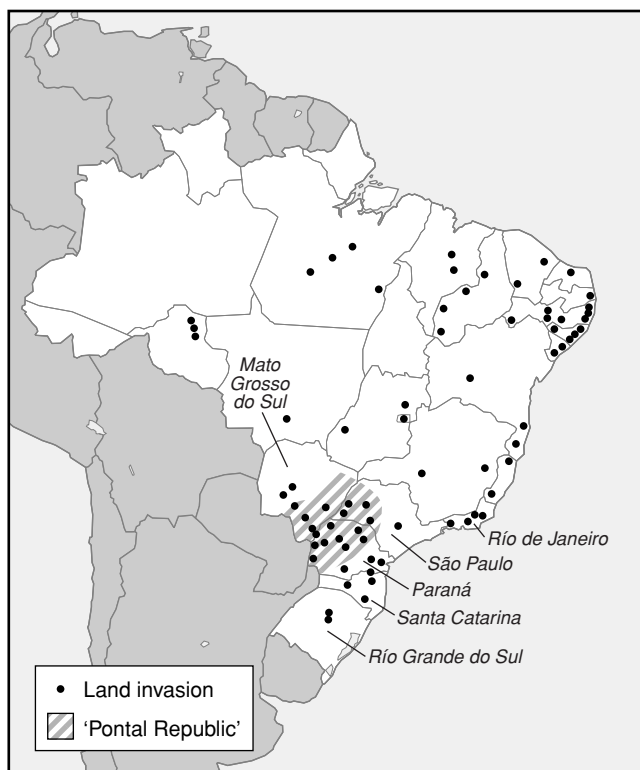 Mato
Grosso
do Sul
Río de Janeiro
São Paulo
Paraná
Santa Catarina
Río Grande do Sul
Land invasion
‘Pontal Republic’